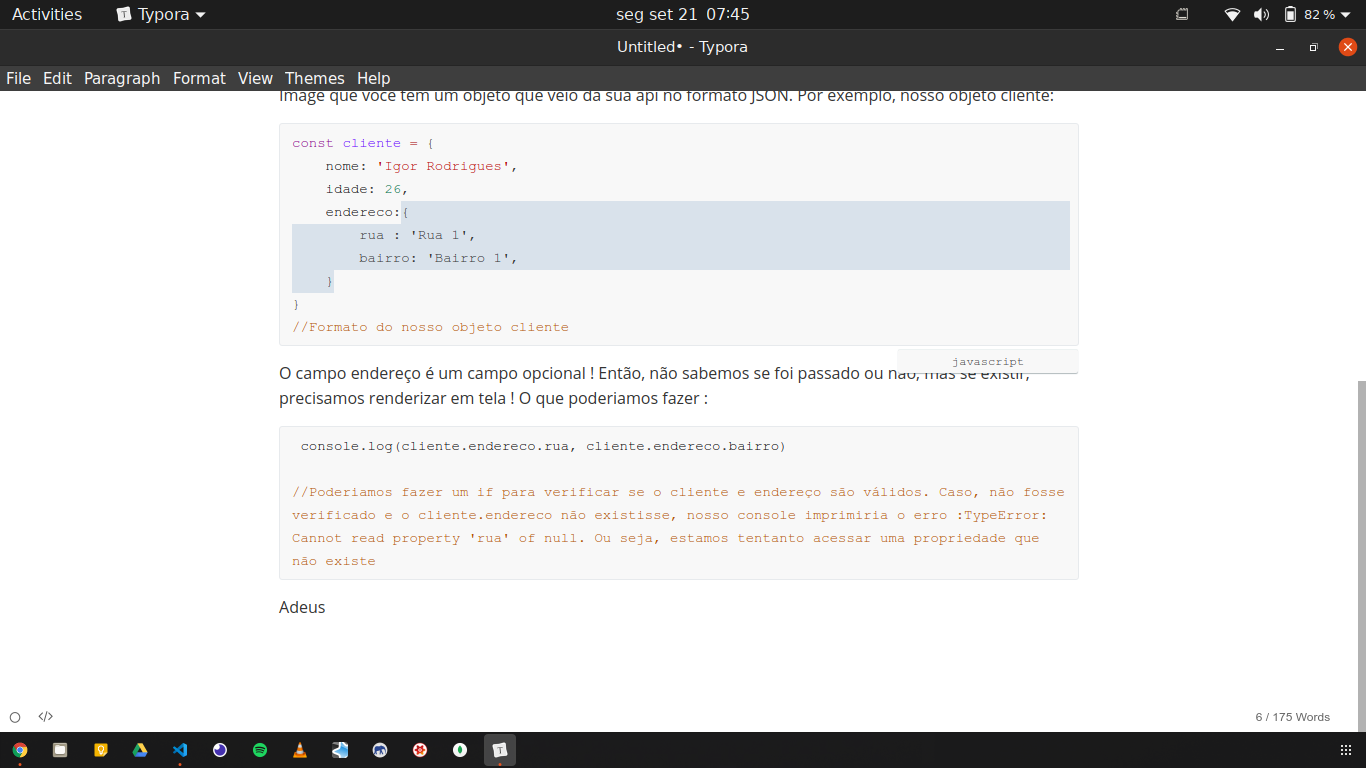 Activities Typora seg set 21 07:45 82 %
Untitled• - Typora
File Edit Paragraph Format View Themes Help
Image que você tem um objeto que veio da sua api no formato JSON. Por exemplo, nosso objeto cliente:
const cliente = {
    nome: 'Igor Rodrigues',
    idade: 26,
    endereco:{
        rua : 'Rua 1',
        bairro: 'Bairro 1',
    }
}
//Formato do nosso objeto cliente
javascript
O campo endereço é um campo opcional ! Então, não sabemos se foi passado ou não, mas se existir,
precisamos renderizar em tela ! O que poderiamos fazer :
console.log(cliente.endereco.rua, cliente.endereco.bairro)
//Poderiamos fazer um if para verificar se o cliente e endereço são válidos. Caso, não fosse
verificado e o cliente.endereco não existisse, nosso console imprimiria o erro :TypeError:
Cannot read property 'rua' of null. Ou seja, estamos tentanto acessar uma propriedade que
não existe
Adeus
6 / 175 Words